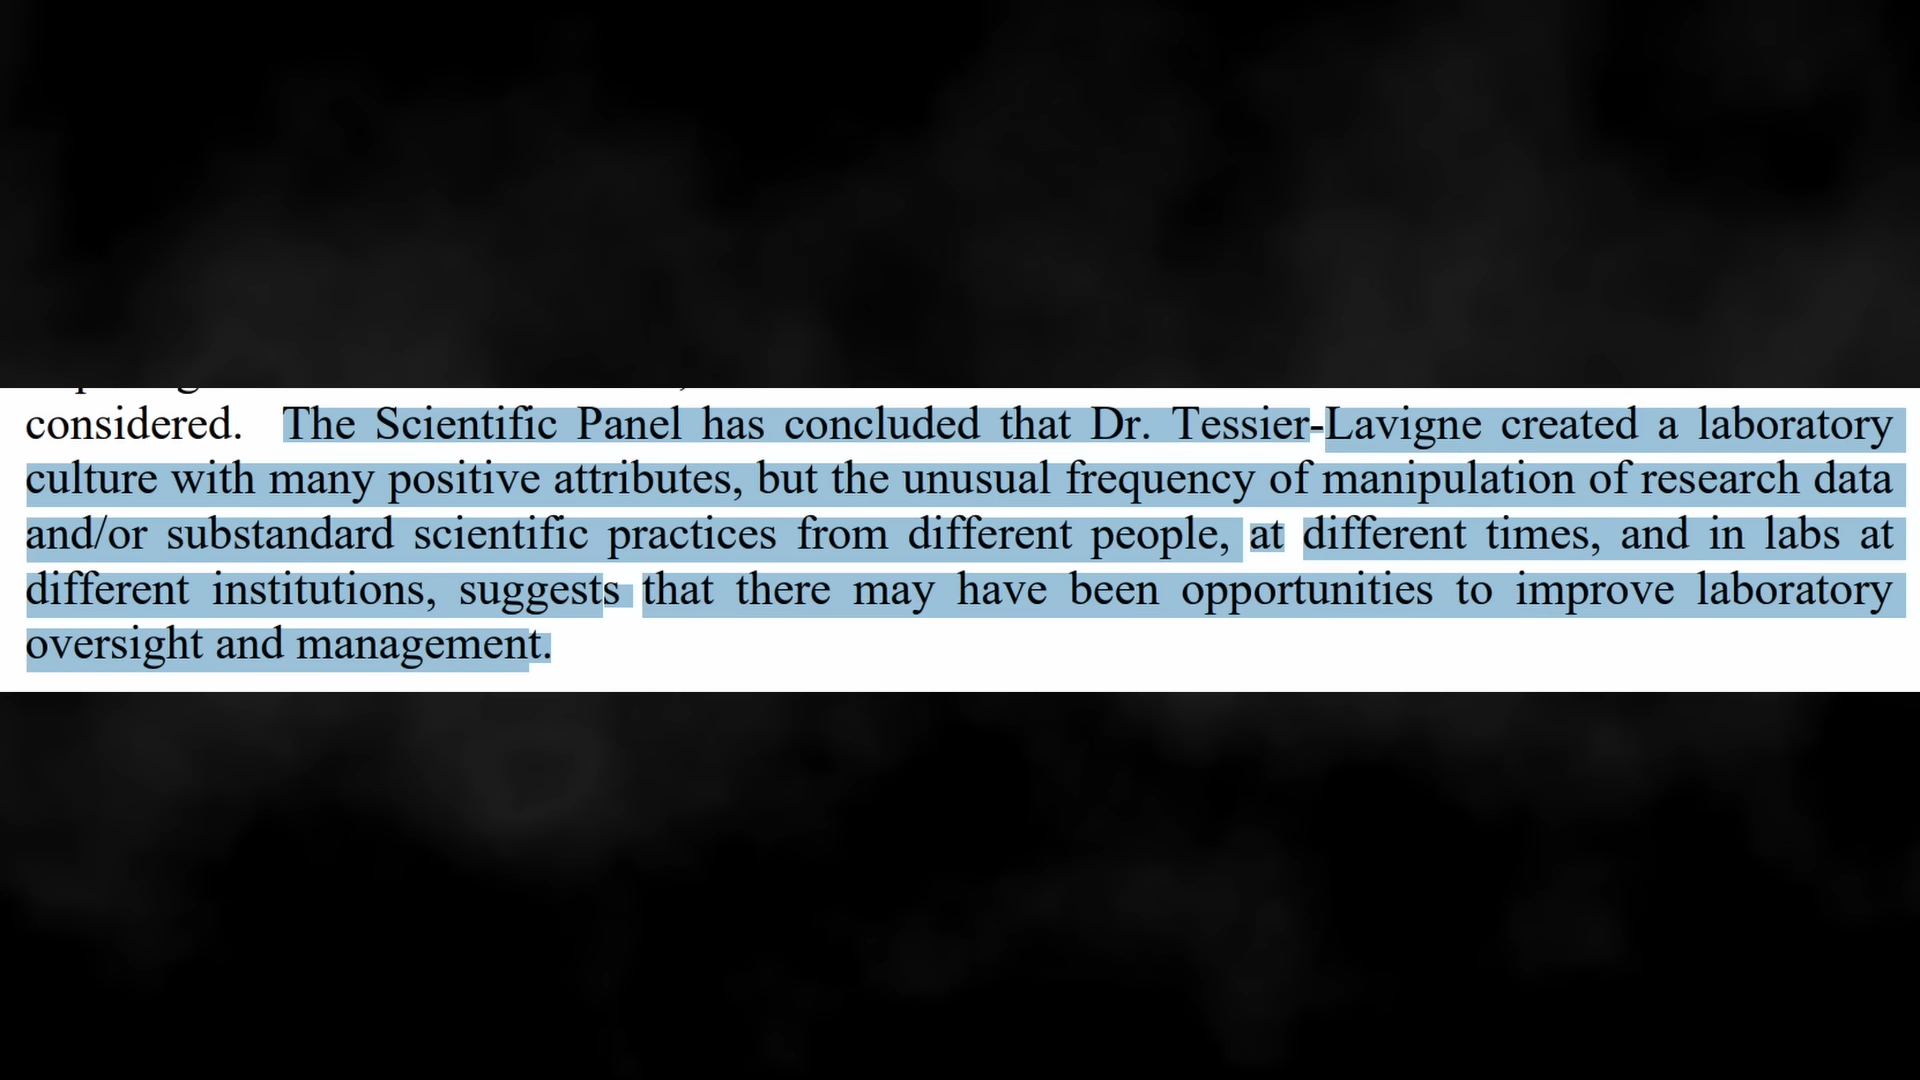 considered. The Scientific Panel has concluded that Dr. Tessier-Lavigne created a laboratory
culture with many positive attributes, but the unusual frequency of manipulation of research data
and/or substandard scientific practices from different people, at different times, and in labs at
different institutions, suggests that there may have been opportunities to improve laboratory
oversight and management.